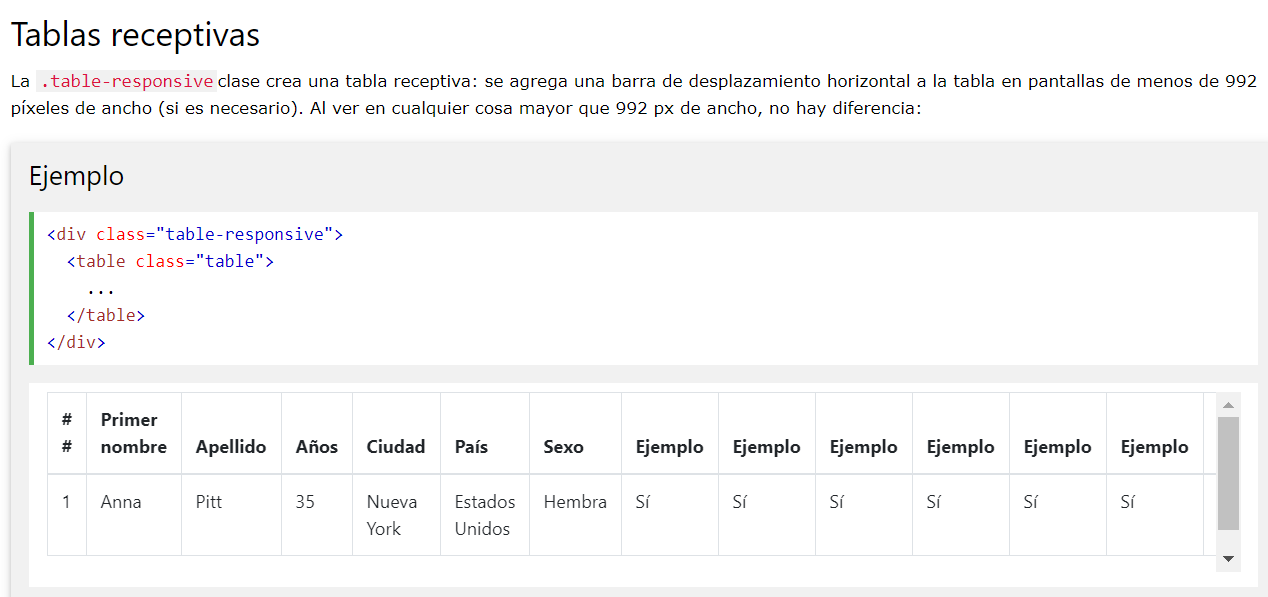 Tablas receptivas
La .table-responsive clase crea una tabla receptiva: se agrega una barra de desplazamiento horizontal a la tabla en pantallas de menos de 992
píxeles de ancho (si es necesario). Al ver en cualquier cosa mayor que 992 px de ancho, no hay diferencia:
Ejemplo
<div class="table-responsive">
  <table class="table">
    ...
  </table>
</div>
# # Primer nombre Apellido Años Ciudad País Sexo Ejemplo Ejemplo Ejemplo Ejemplo Ejemplo Ejemplo
1 Anna Pitt 35 Nueva York Estados Unidos Hembra Sí Sí Sí Sí Sí Sí